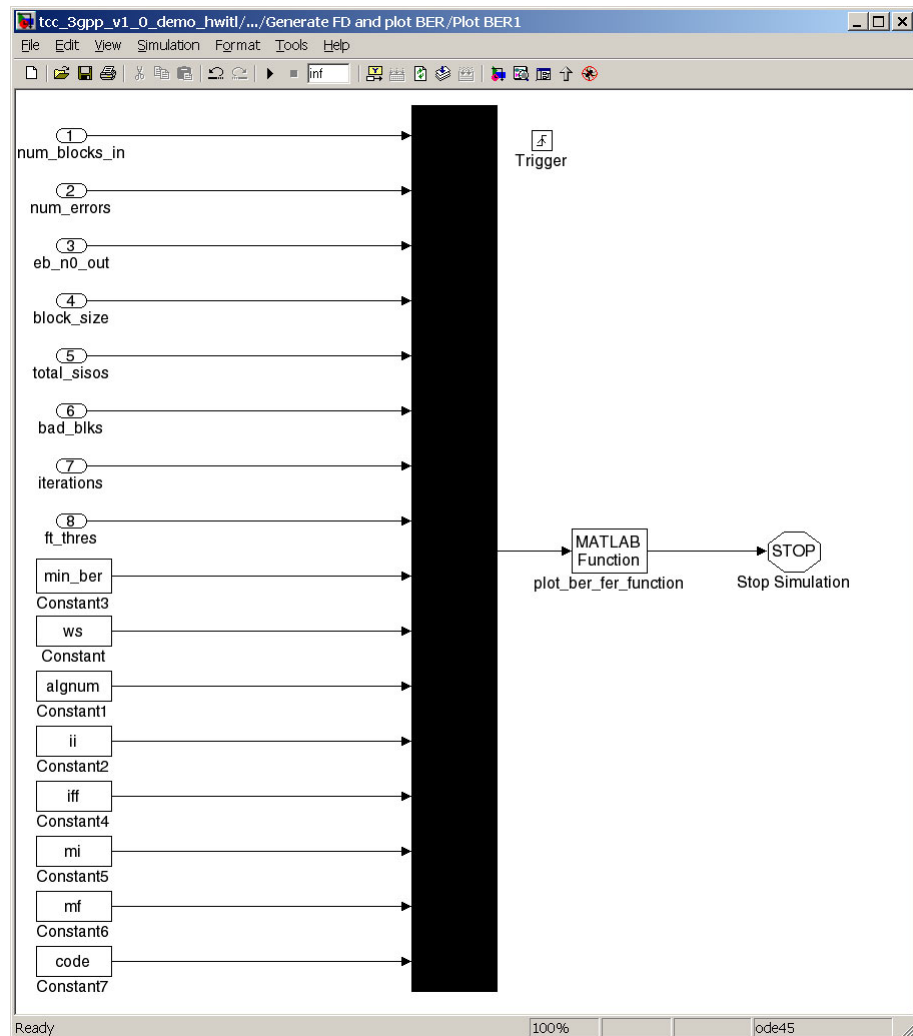 tcc_3gpp_v1_0_demo_hwitl/.../Generate FD and plot BER/Plot BER1
File Edit View Simulation Format Tools Help
inf
1
num_blocks_in
Trigger
2
num_errors
3
eb_n0_out
4
block_size
5
total_sisos
6
bad_blks
7
iterations
8
ft_thres
MATLAB
Function
plot_ber_fer_function
STOP
Stop Simulation
min_ber
Constant3
ws
Constant
algnum
Constant1
ii
Constant2
iff
Constant4
mi
Constant5
mf
Constant6
code
Constant7
Ready 100% ode45